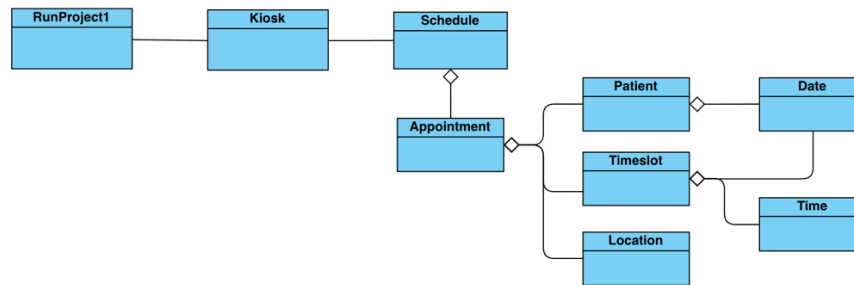 RunProject1
Kiosk
Schedule
Appointment
Patient
Date
Timeslot
Time
Location